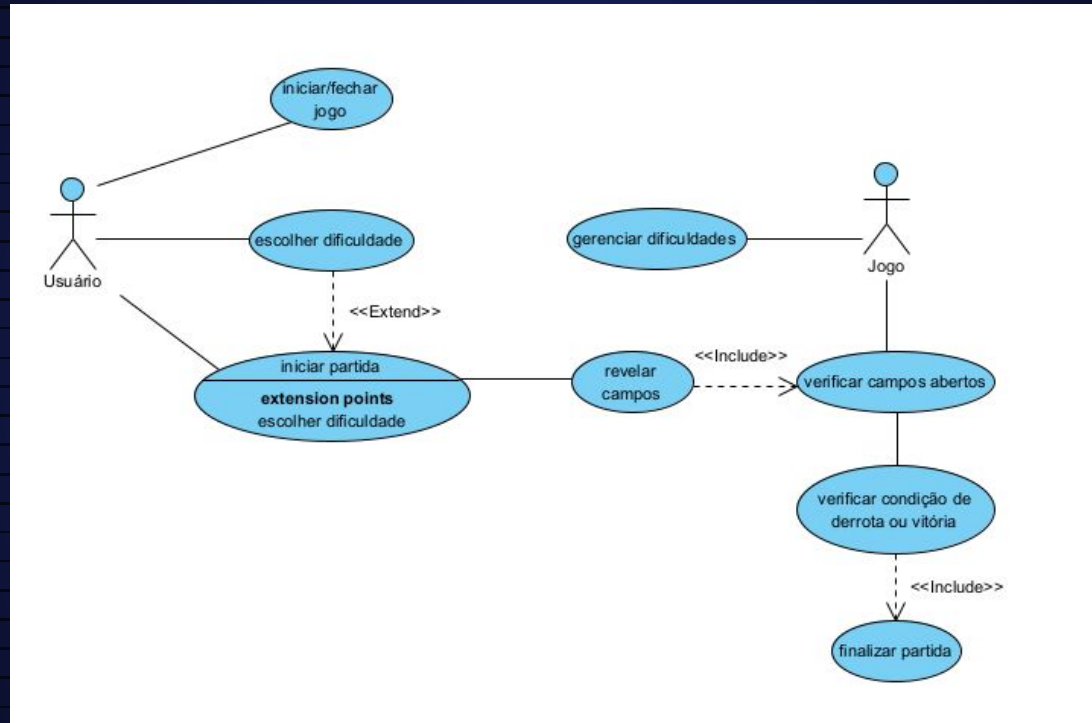 iniciar/fechar
jogo
Usuário
escolher dificuldade
gerenciar dificuldades
Jogo
<<Extend>>
iniciar partida
extension points
escolher dificuldade
revelar
campos
<<Include>>
verificar campos abertos
verificar condição de
derrota ou vitória
<<Include>>
finalizar partida